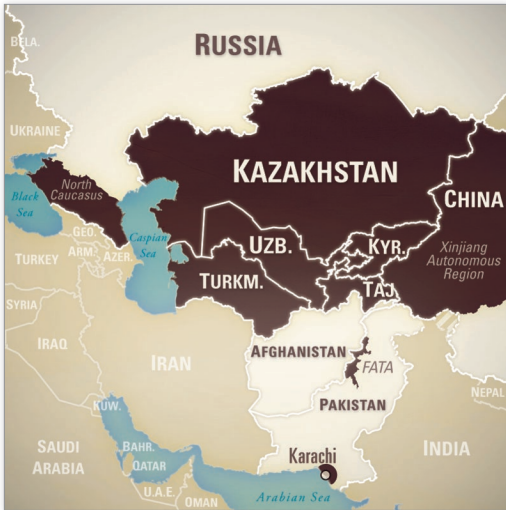 BELA.
RUSSIA
UKRAINE
KAZAKHSTAN
North
Caucasus
Black
Sea
CHINA
GEO.
ARM.
AZER.
Caspian
Sea
UZB.
KYR.
Xinjiang
Autonomous
Region
TURKEY
TURKM.
TAJ.
SYRIA
IRAQ
IRAN
AFGHANISTAN
FATA
PAKISTAN
NEPAL
KUW.
SAUDI
ARABIA
BAHR.
QATAR
Karachi
INDIA
U.A.E.
OMAN
Arabian Sea